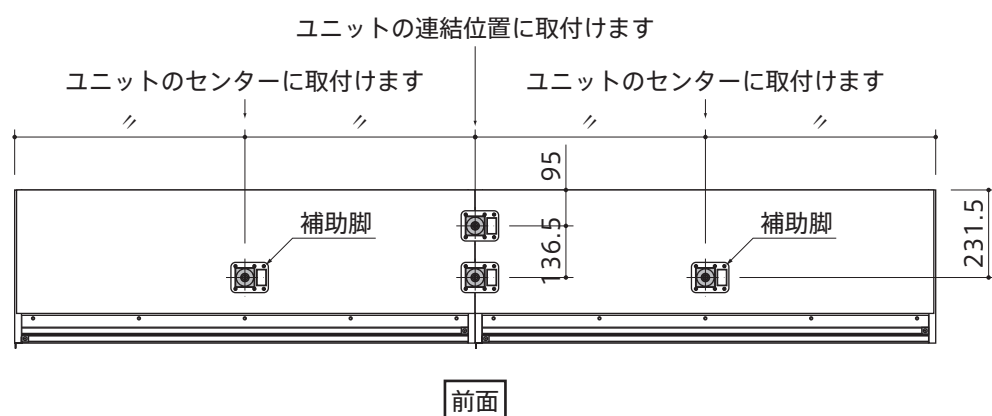 ユニットの連結位置に取付けます
ユニットのセンターに取付けます
ユニットのセンターに取付けます
〃 〃 〃 〃
95
補助脚
補助脚
136.5
231.5
前面